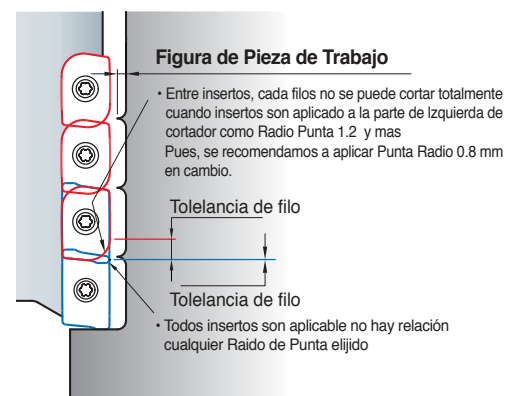 Figura de Pieza de Trabajo
• Entre insertos, cada filos no se puede cortar totalmente
cuando insertos son aplicado a la parte de Izquierda de
cortador como Radio Punta 1.2 y mas
Pues, se recomendamos a aplicar Punta Radio 0.8 mm
en cambio.
Tolelancia de filo
Tolelancia de filo
• Todos insertos son aplicable no hay relación
cualquier Raido de Punta elijido